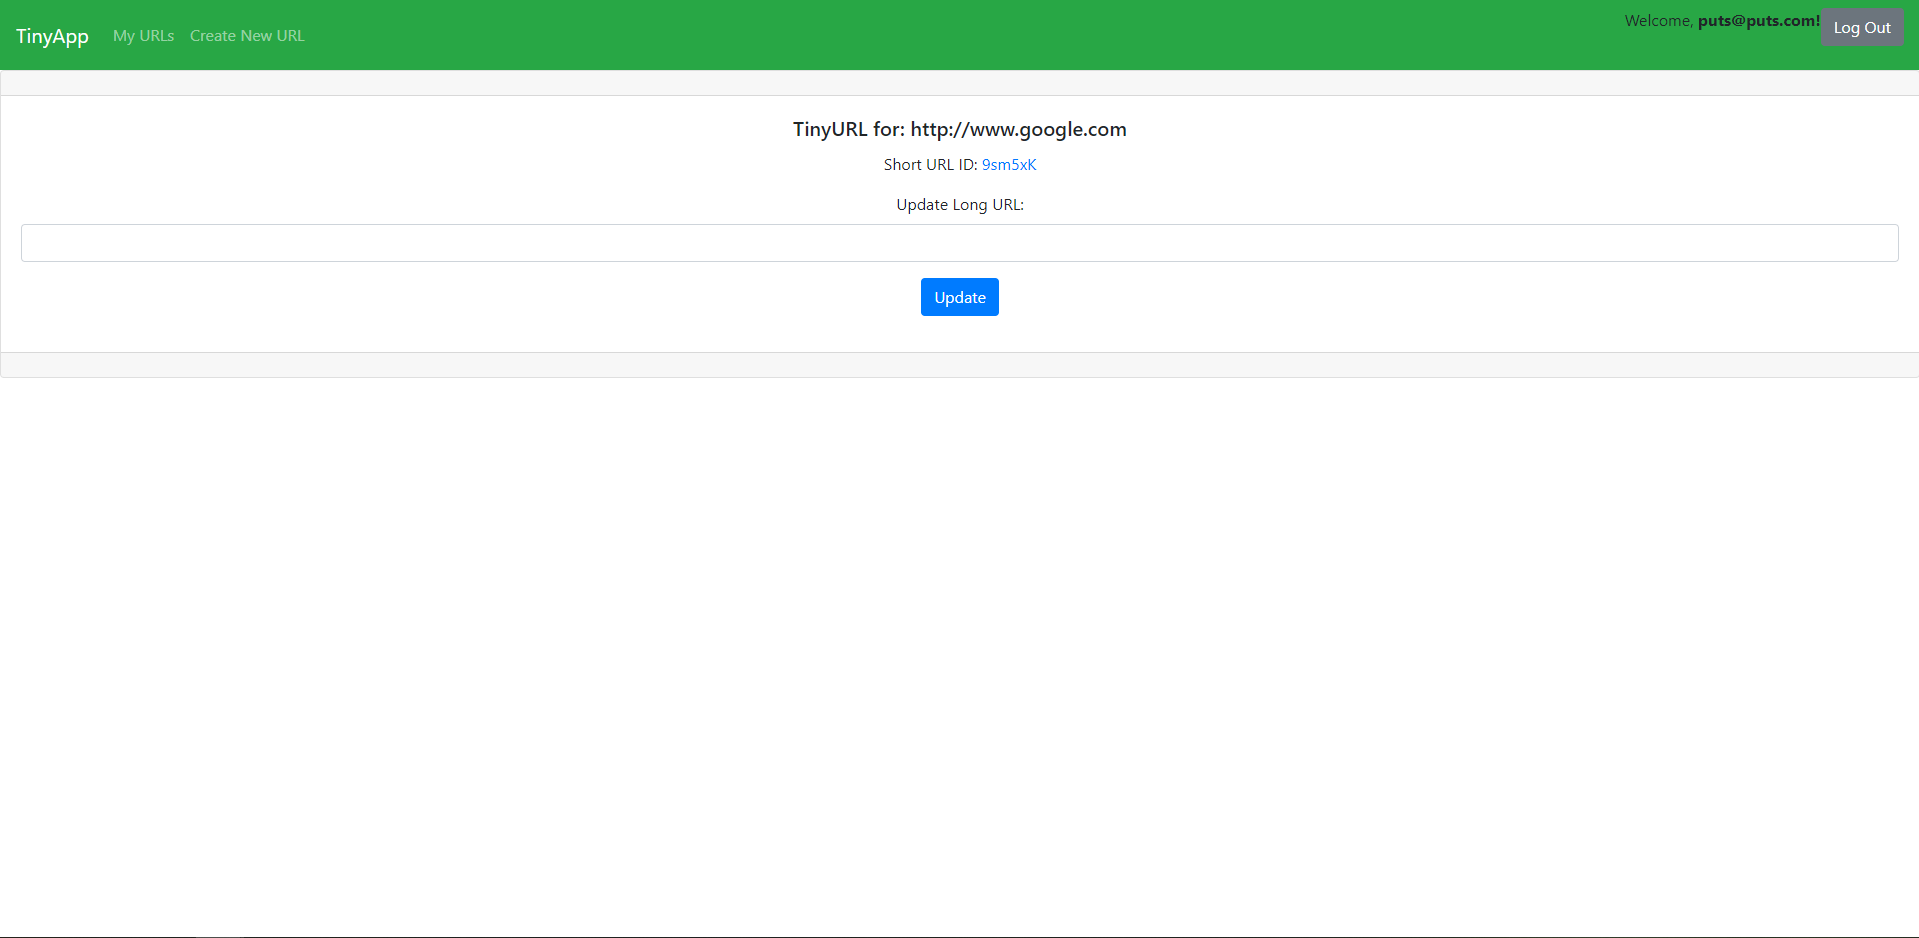 TinyApp My URLs Create New URL Welcome, puts@puts.com! Log Out
TinyURL for: http://www.google.com
Short URL ID: 9sm5xK
Update Long URL:
Update